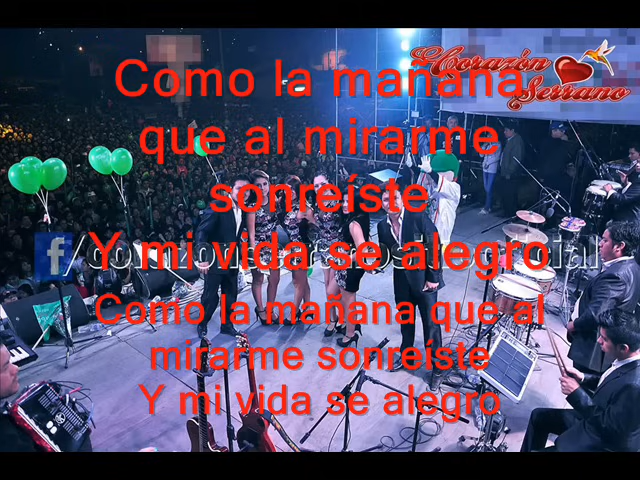 Corazón
Serrano
Como la mañana
que al mirarme
sonreíste
Y mi vida se alegro
Como la mañana que al
mirarme sonreíste
Y mi vida se alegro